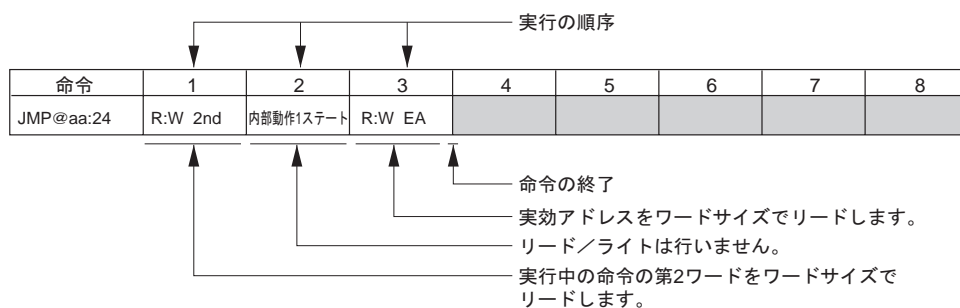 実行の順序
命令 1 2 3 4 5 6 7 8
JMP@aa:24 R:W 2nd 内部動作1ステート R:W EA
命令の終了
実効アドレスをワードサイズでリードします。
リード／ライトは行いません。
実行中の命令の第2ワードをワードサイズで
リードします。